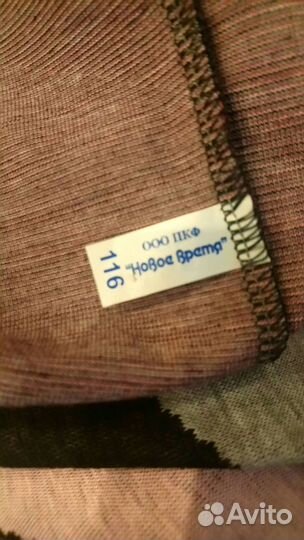 ООО ПКФ
"Новое время"
116
Avito